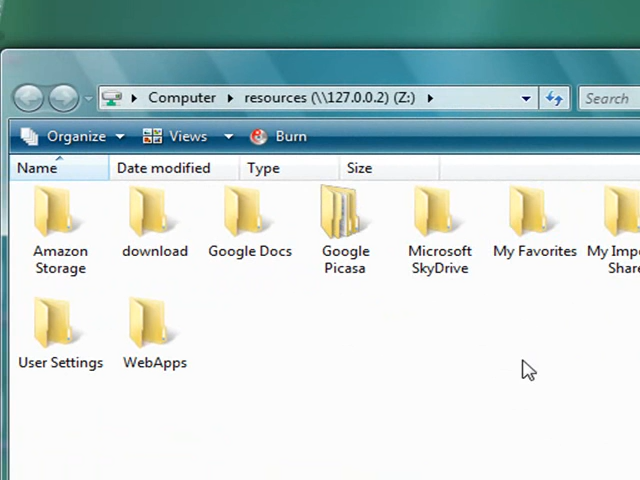 Computer resources (\\127.0.0.2) (Z:) Search
Organize Views Burn
Name Date modified Type Size
Amazon Storage
download
Google Docs
Google Picasa
Microsoft SkyDrive
My Favorites
My Impo
Share
User Settings
WebApps